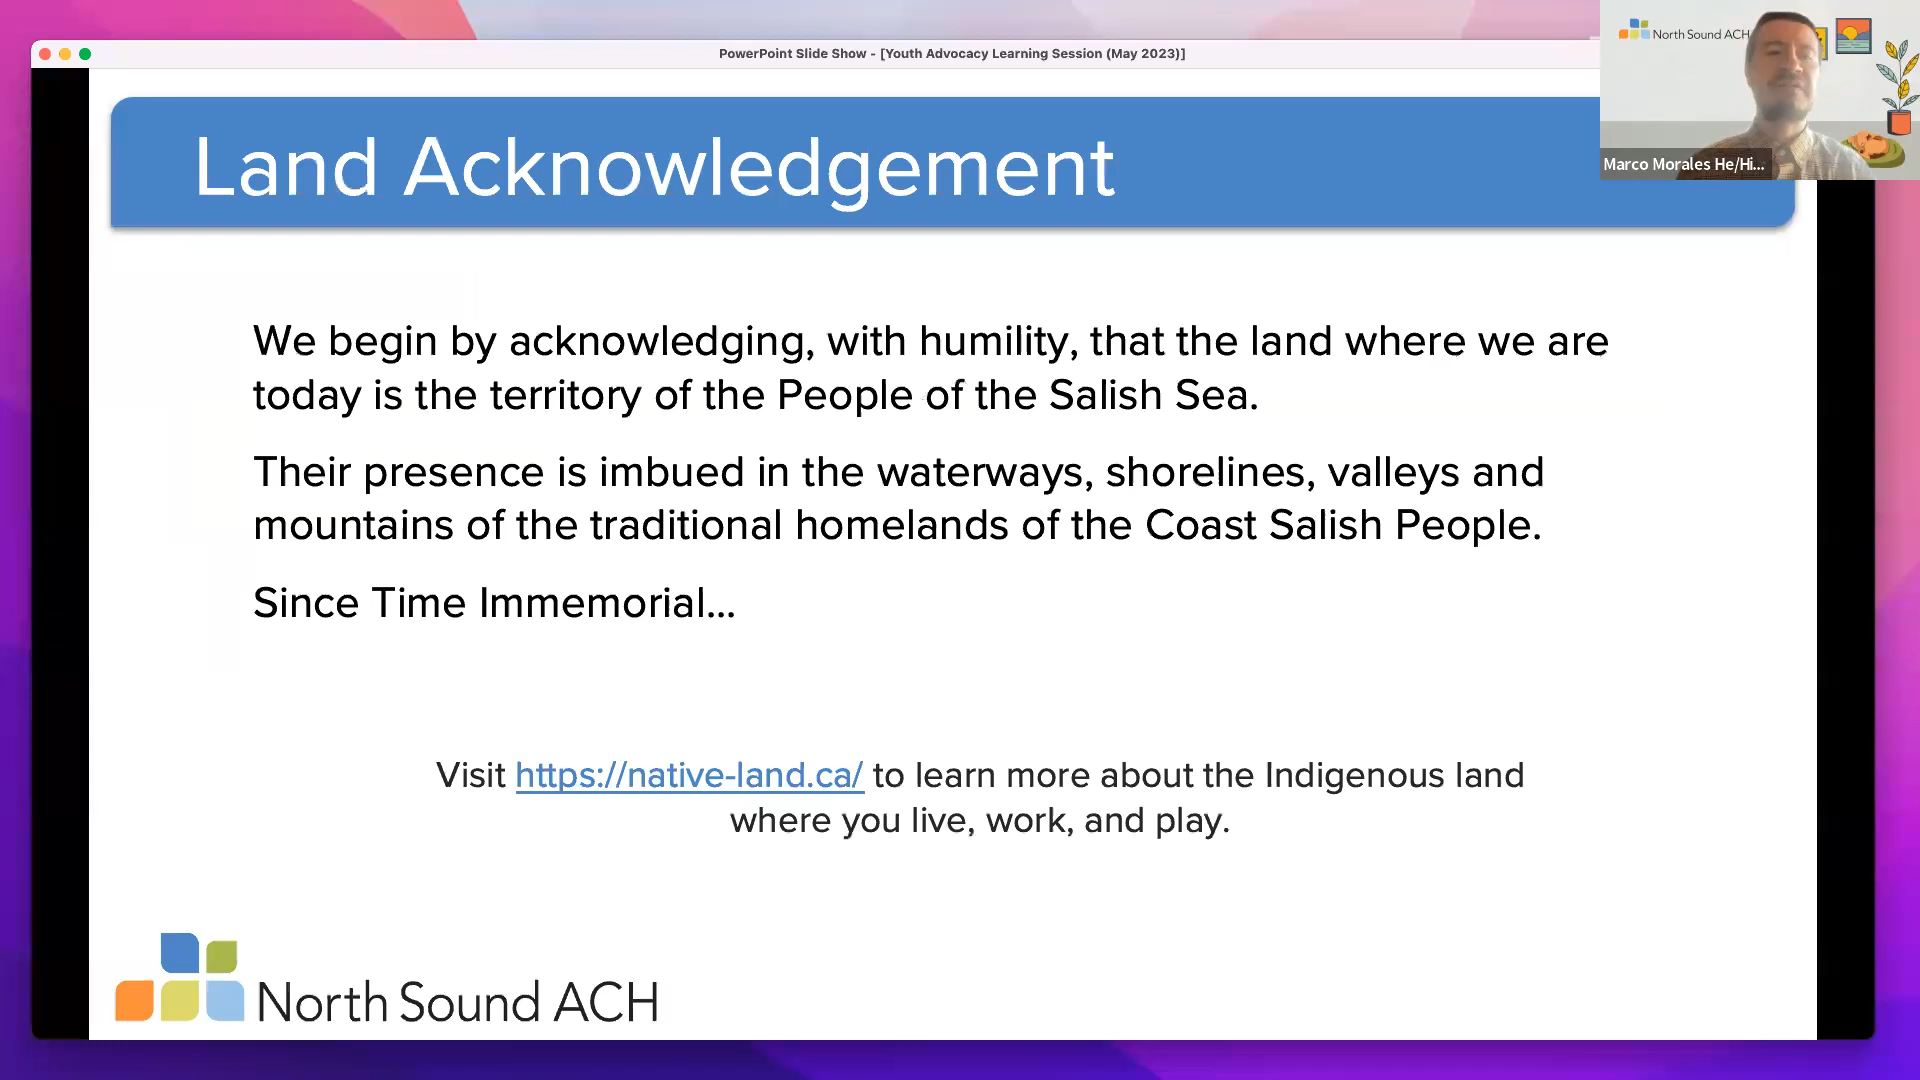 PowerPoint Slide Show - [Youth Advocacy Learning Session (May 2023)]
North Sound ACH
Marco Morales He/Hi...
Land Acknowledgement
We begin by acknowledging, with humility, that the land where we are
today is the territory of the People of the Salish Sea.
Their presence is imbued in the waterways, shorelines, valleys and
mountains of the traditional homelands of the Coast Salish People.
Since Time Immemorial...
Visit https://native-land.ca/ to learn more about the Indigenous land
where you live, work, and play.
North Sound ACH